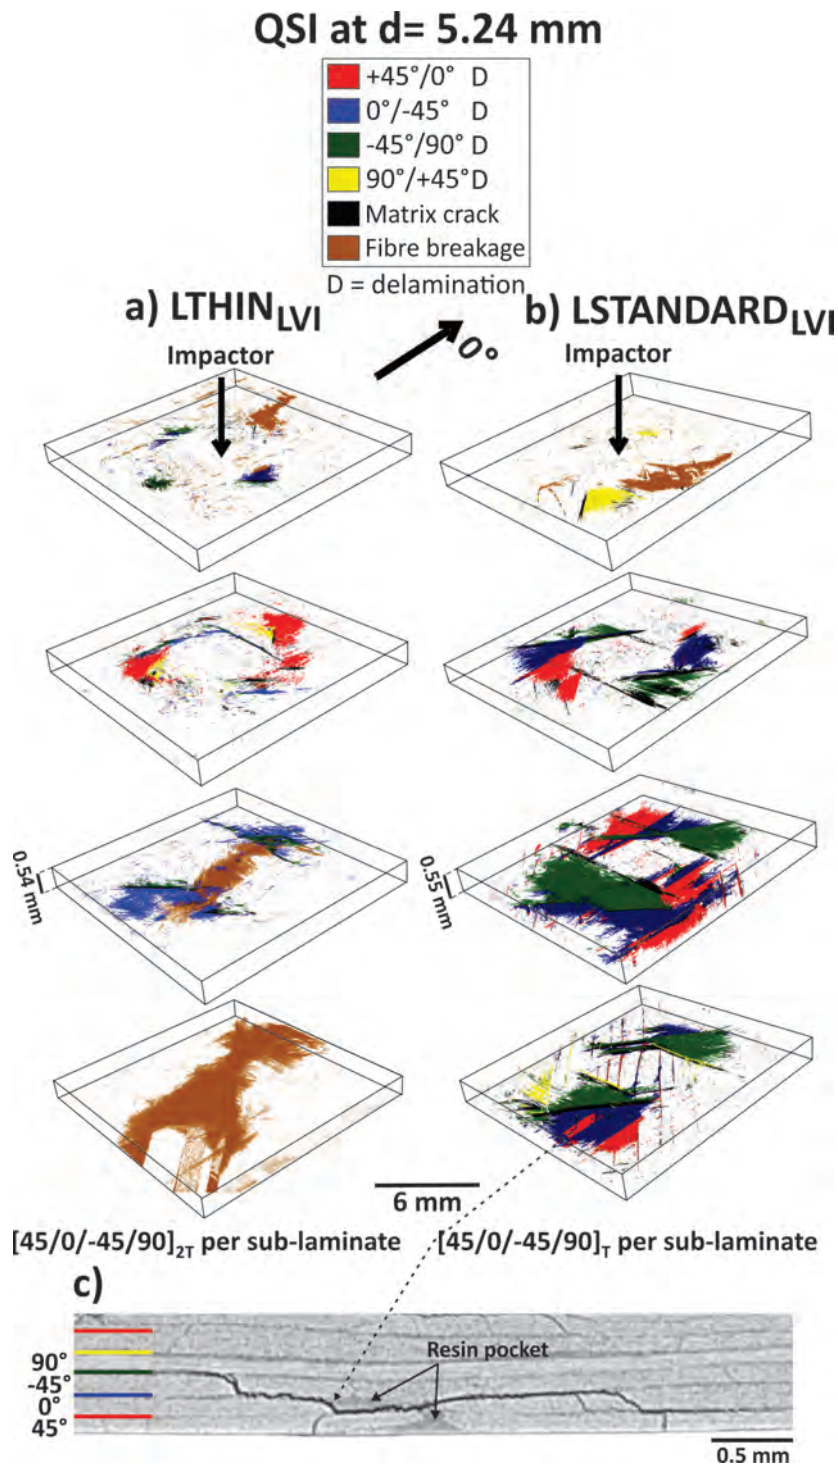 QSI at d= 5.24 mm
+45°/0° D
0°/-45° D
-45°/90° D
90°/+45°D
Matrix crack
Fibre breakage
D = delamination
a) LTHIN_LVI
0°
b) LSTANDARD_LVI
Impactor
Impactor
0.54 mm
0.55 mm
6 mm
[45/0/-45/90]_2T per sub-laminate
[45/0/-45/90]_T per sub-laminate
c)
Resin pocket
90°
-45°
0°
45°
0.5 mm